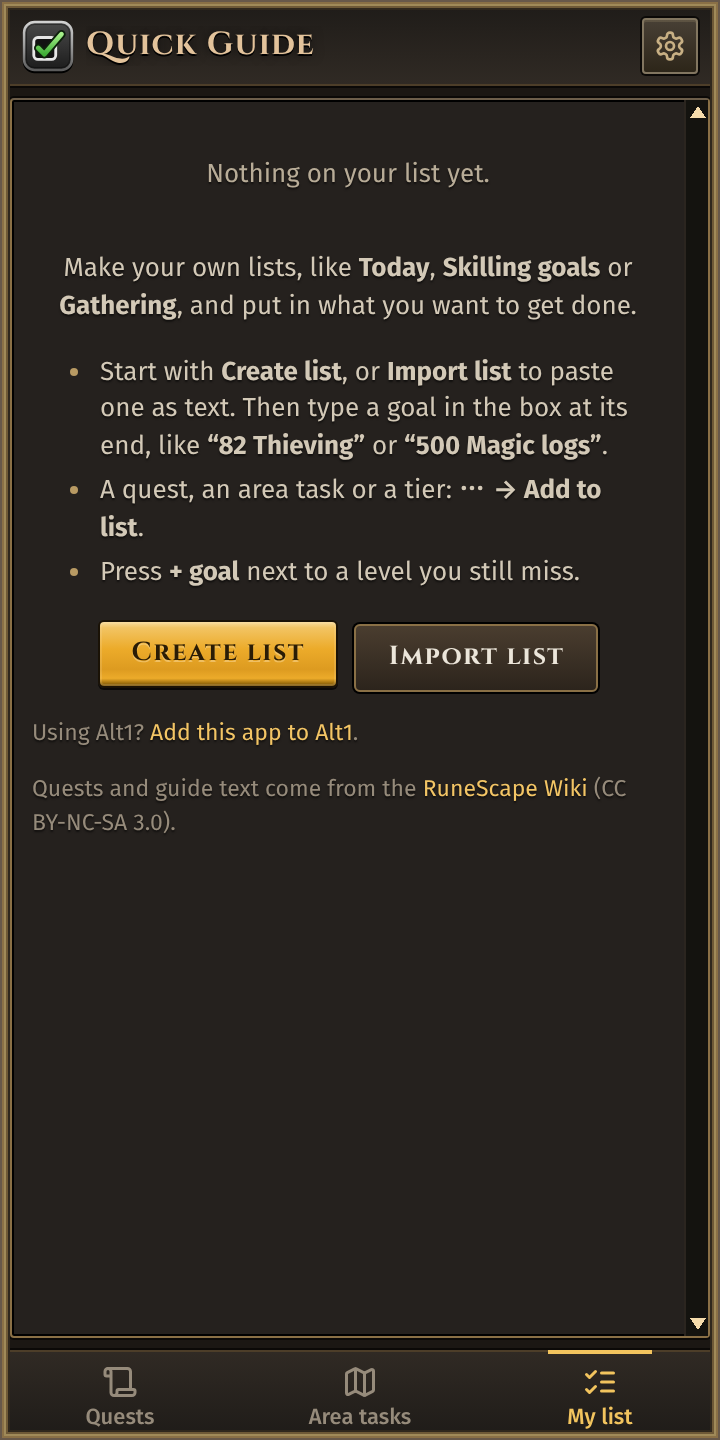 Quick Guide
Nothing on your list yet.
Make your own lists, like Today, Skilling goals or
Gathering, and put in what you want to get done.
• Start with Create list, or Import list to paste
one as text. Then type a goal in the box at its
end, like “82 Thieving” or “500 Magic logs”.
• A quest, an area task or a tier: ··· → Add to
list.
• Press + goal next to a level you still miss.
Create list
Import list
Using Alt1? Add this app to Alt1.
Quests and guide text come from the RuneScape Wiki (CC
BY-NC-SA 3.0).
Quests
Area tasks
My list